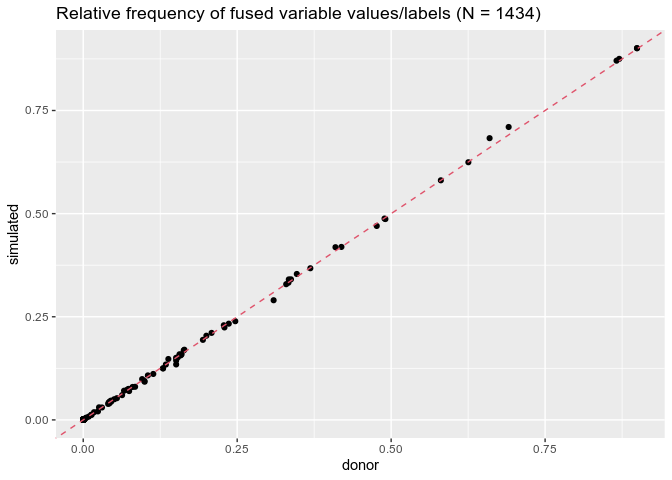 Relative frequency of fused variable values/labels (N = 1434)
0.75
0.50
0.25
0.00
simulated
0.00 0.25 0.50 0.75
donor